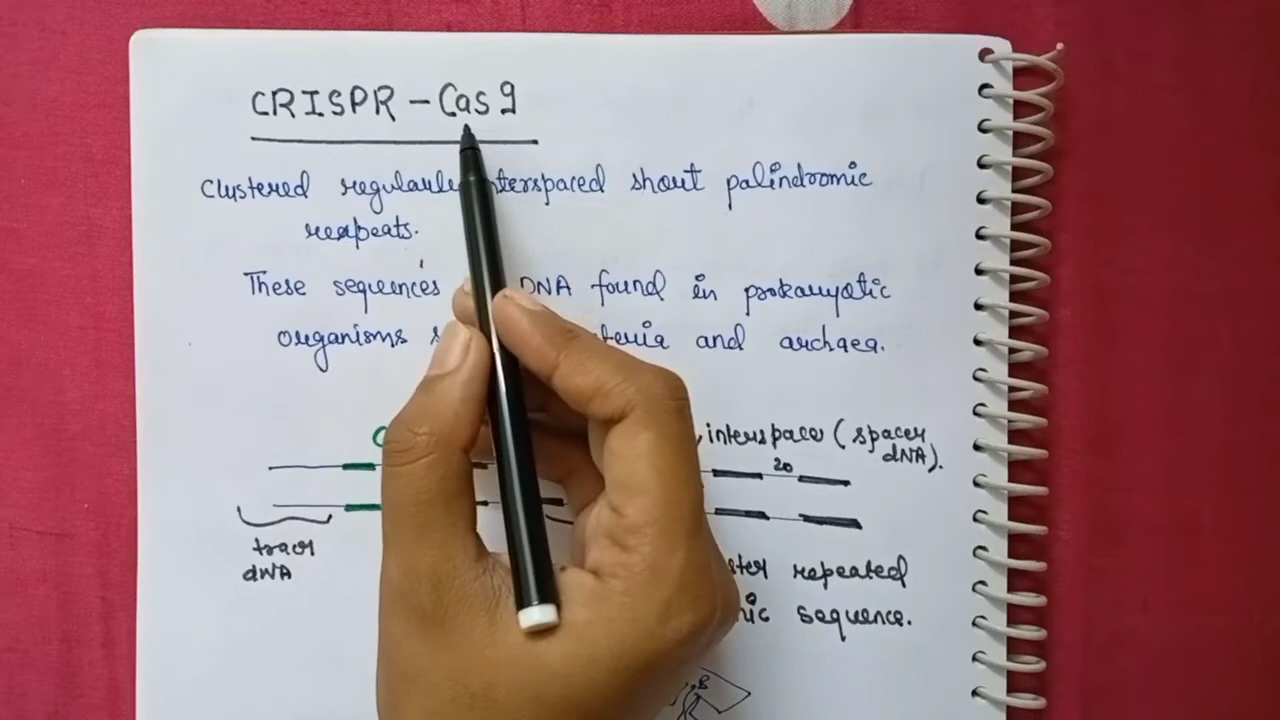 CRISPR - Cas 9
clustered regularly interspaced short palindromic
reapeats.
These sequences DNA found in prokaryotic
organisms and archaea.
interspace (spacer
dNA).
20
tracr
dNA
repeated
sequence.
B